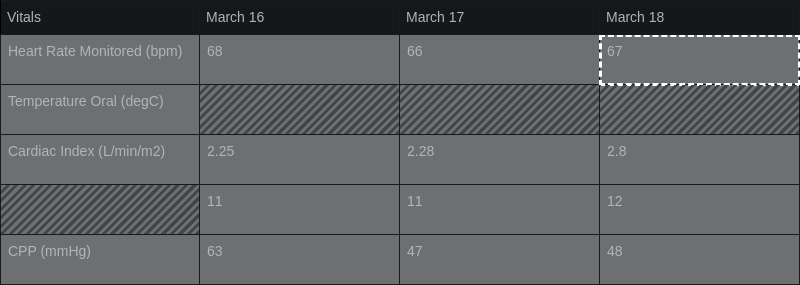 Vitals March 16 March 17 March 18
Heart Rate Monitored (bpm) 68 66 67
Temperature Oral (degC)
Cardiac Index (L/min/m2) 2.25 2.28 2.8
11 11 12
CPP (mmHg) 63 47 48